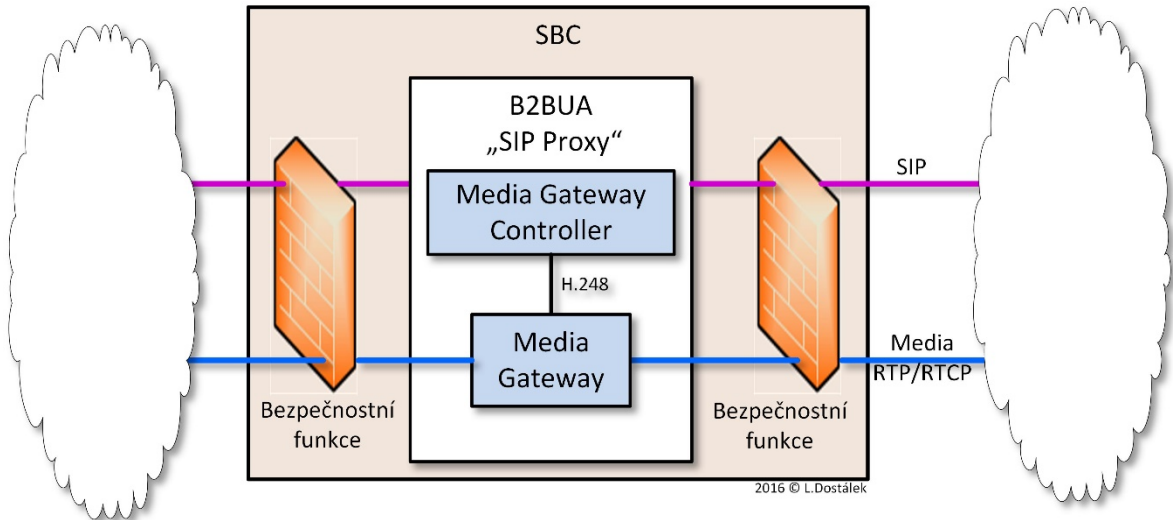 SBC
B2BUA
„SIP Proxy“
SIP
Media Gateway
Controller
H.248
Media
Gateway
Media
RTP/RTCP
Bezpečnostní
funkce
Bezpečnostní
funkce
2016 © L.Dostálek